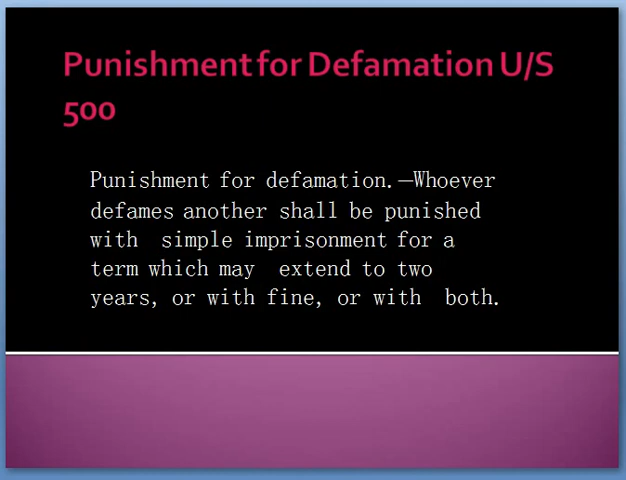 Punishment for Defamation U/S
500
Punishment for defamation.—Whoever
defames another shall be punished
with simple imprisonment for a
term which may extend to two
years, or with fine, or with both.